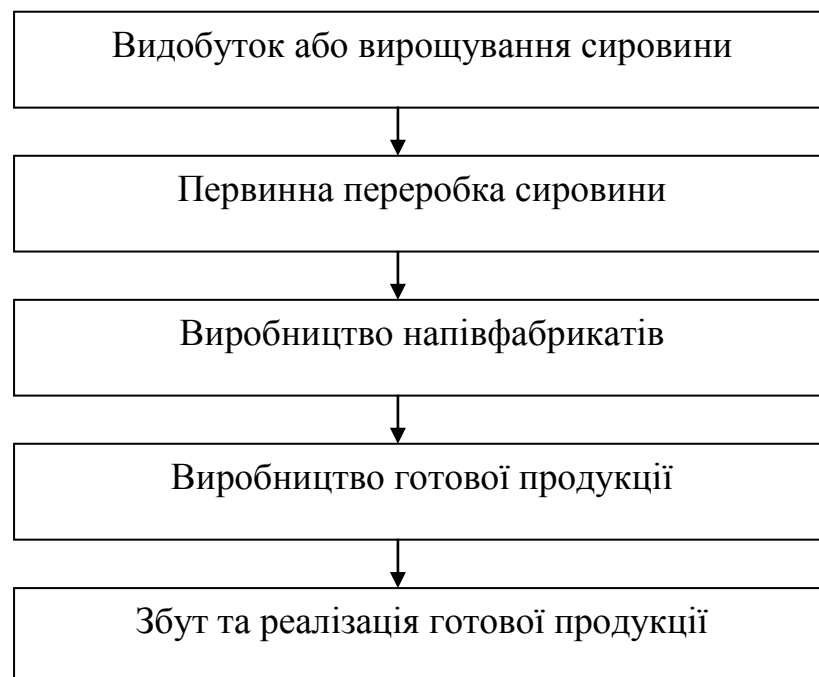 Видобуток або вирощування сировини
Первинна переробка сировини
Виробництво напівфабрикатів
Виробництво готової продукції
Збут та реалізація готової продукції